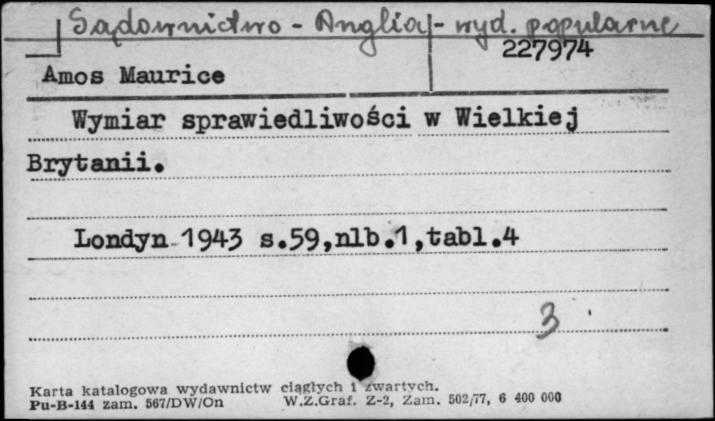 Sądownictwo - Anglia - wyd. popularne
227974
Amos Maurice
Wymiar sprawiedliwości w Wielkiej
Brytanii.
Londyn 1943 s.59,nlb.1,tabl.4
3
Karta katalogowa wydawnictw ciągłych i zwartych.
Pu-B-144 zam. 567/DW/On W.Z.Graf. Z-2, Zam. 502/77, 6 400 000